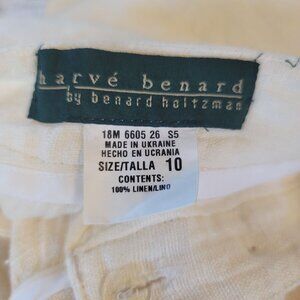 harvé benard
by benard holtzman
18M 6605 26 S5
MADE IN UKRAINE
HECHO EN UCRANIA
SIZE/TALLA 10
CONTENTS:
100% LINEN/LINO